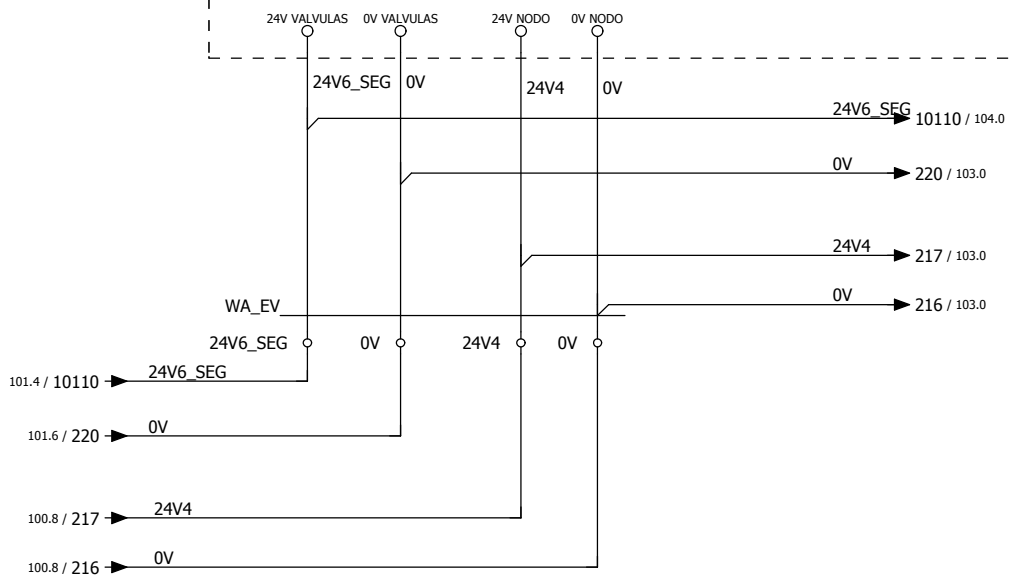 24V VALVULAS 0V VALVULAS 24V NODO 0V NODO
24V6_SEG 0V 24V4 0V
24V6_SEG 10110 / 104.0
0V 220 / 103.0
24V4 217 / 103.0
0V 216 / 103.0
WA_EV
24V6_SEG 0V 24V4 0V
101.4 / 10110 24V6_SEG
101.6 / 220 0V
100.8 / 217 24V4
100.8 / 216 0V